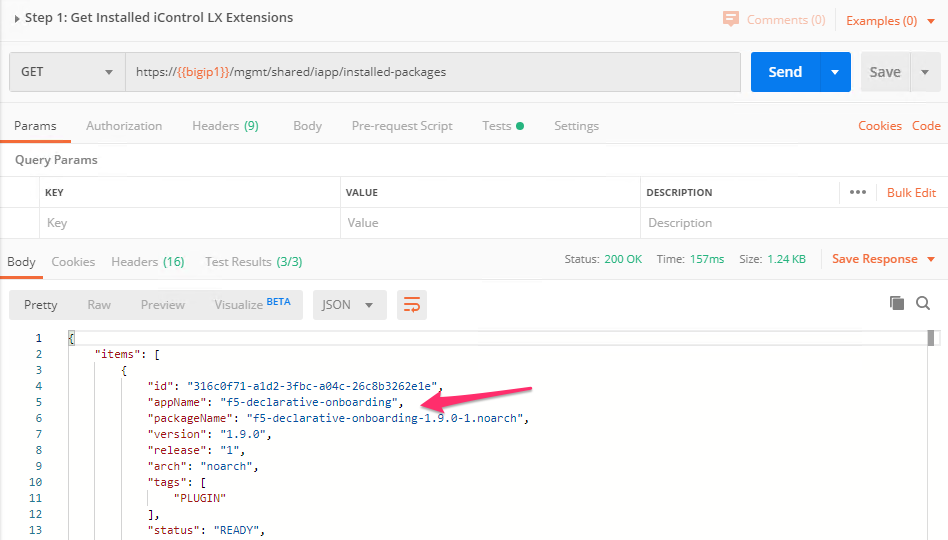 Step 1: Get Installed iControl LX Extensions
Comments (0)
Examples (0)
GET
https://{{bigip1}}/mgmt/shared/iapp/installed-packages
Send
Save
Params Authorization Headers (9) Body Pre-request Script Tests Settings Cookies Code
Query Params
KEY VALUE DESCRIPTION ••• Bulk Edit
Key Value Description
Body Cookies Headers (16) Test Results (3/3) Status: 200 OK Time: 157ms Size: 1.24 KB Save Response
Pretty Raw Preview Visualize BETA JSON
1 {
2 "items": [
3 {
4 "id": "316c0f71-a1d2-3fbc-a04c-26c8b3262e1e",
5 "appName": "f5-declarative-onboarding",
6 "packageName": "f5-declarative-onboarding-1.9.0-1.noarch",
7 "version": "1.9.0",
8 "release": "1",
9 "arch": "noarch",
10 "tags": [
11 "PLUGIN"
12 ],
13 "status": "READY",